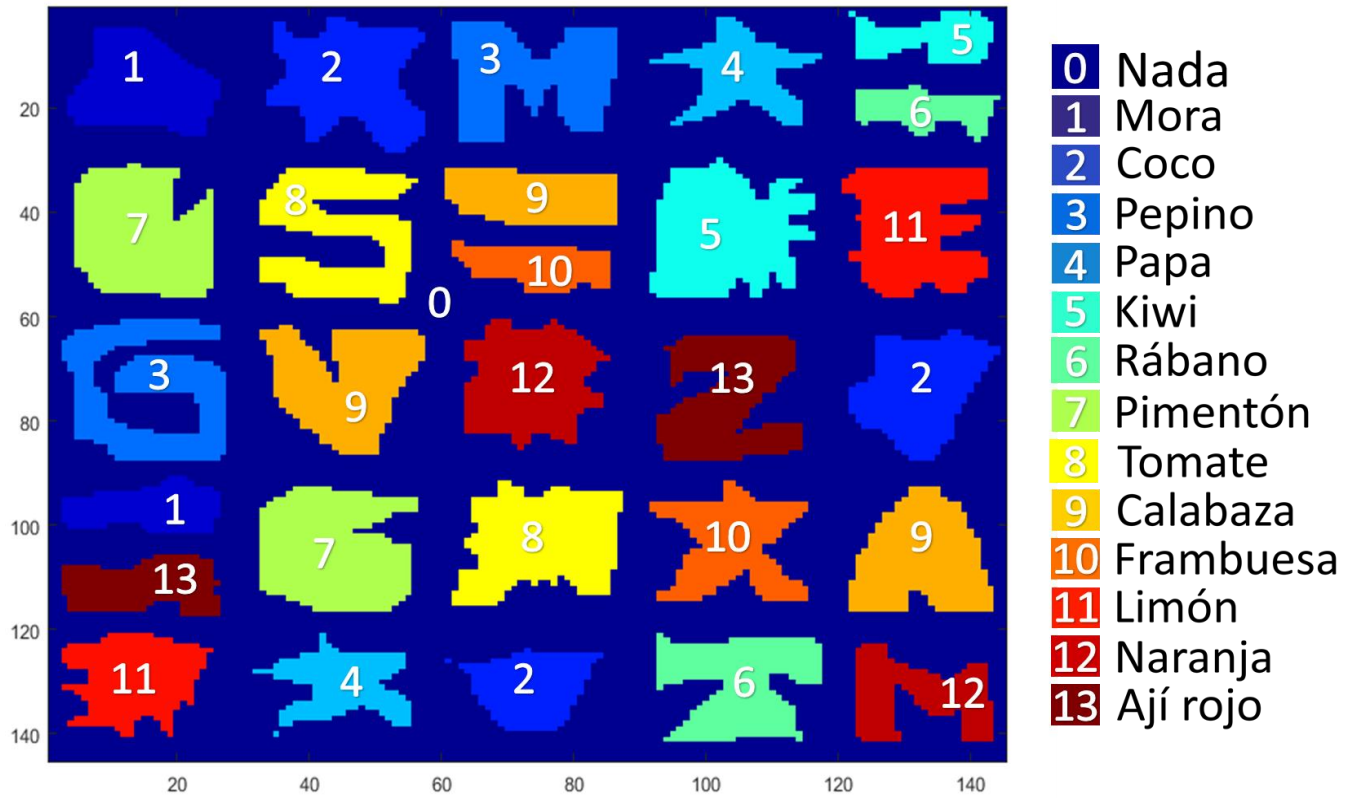 1 2 3 4 5
6
20
7 8 9 5 11
40
10
0
60
3 9 12 13 2
80
1
100
7 8 10 9
13
120
11 4 2 6 12
140
20 40 60 80 100 120 140
0 Nada
1 Mora
2 Coco
3 Pepino
4 Papa
5 Kiwi
6 Rábano
7 Pimentón
8 Tomate
9 Calabaza
10 Frambuesa
11 Limón
12 Naranja
13 Ají rojo